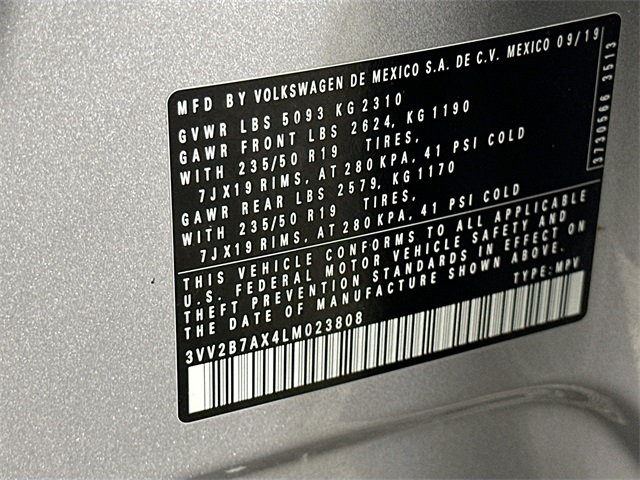 MFD BY VOLKSWAGEN DE MEXICO S.A. DE C.V. MEXICO 09/19
GVWR LBS 5093 KG 2310
GAWR FRONT LBS 2624, KG 1190
WITH 235/50 R19 TIRES,
7JX19 RIMS, AT 280 KPA, 41 PSI COLD
GAWR REAR LBS 2579, KG 1170
WITH 235/50 R19 TIRES,
7JX19 RIMS, AT 280 KPA, 41 PSI COLD
THIS VEHICLE CONFORMS TO ALL APPLICABLE
U.S. FEDERAL MOTOR VEHICLE SAFETY AND
THEFT PREVENTION STANDARDS IN EFFECT ON
THE DATE OF MANUFACTURE SHOWN ABOVE.
TYPE: MPV
3VV2B7AX4LM023808
3730566 3513